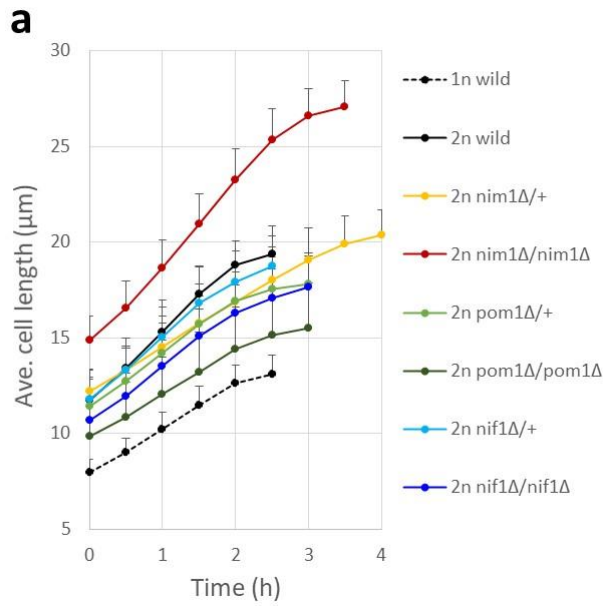 a
30
25
20
15
10
5
0 1 2 3 4
Ave. cell length (µm)
Time (h)
1n wild
2n wild
2n nim1Δ/+
2n nim1Δ/nim1Δ
2n pom1Δ/+
2n pom1Δ/pom1Δ
2n nif1Δ/+
2n nif1Δ/nif1Δ